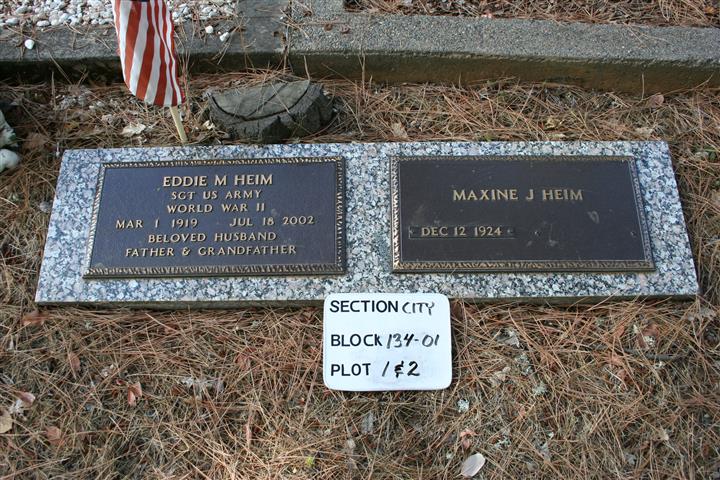 EDDIE M HEIM
SGT US ARMY
WORLD WAR II
MAR 1 1919 JUL 18 2002
BELOVED HUSBAND
FATHER & GRANDFATHER
MAXINE J HEIM
DEC 12 1924
SECTION CITY
BLOCK 134-01
PLOT 1 & 2